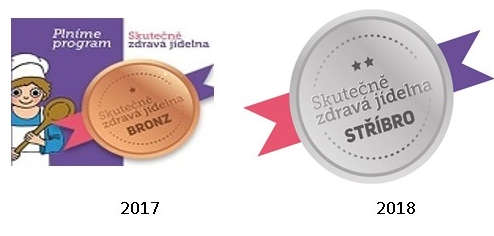 Plníme
program
Skutečně
zdravá jídelna
Skutečně
zdravá jídelna
BRONZ
Skutečně
zdravá jídelna
STŘÍBRO
2017
2018